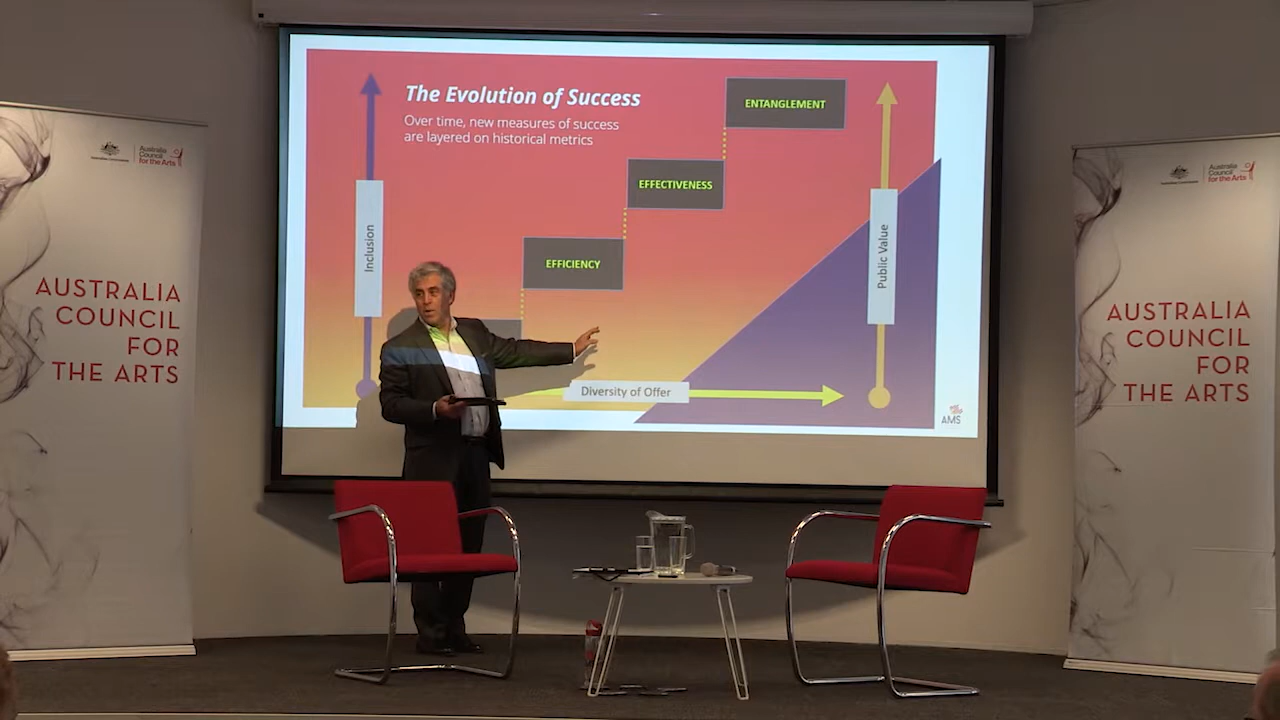 The Evolution of Success
Over time, new measures of success
are layered on historical metrics
ENTANGLEMENT
EFFECTIVENESS
EFFICIENCY
Inclusion
Public Value
Diversity of Offer
AMS
Australia
Council
for the Arts
AUSTRALIA
COUNCIL
FOR
THE ARTS
Australia
Council
for the Arts
AUSTRALIA
COUNCIL
FOR
THE ARTS